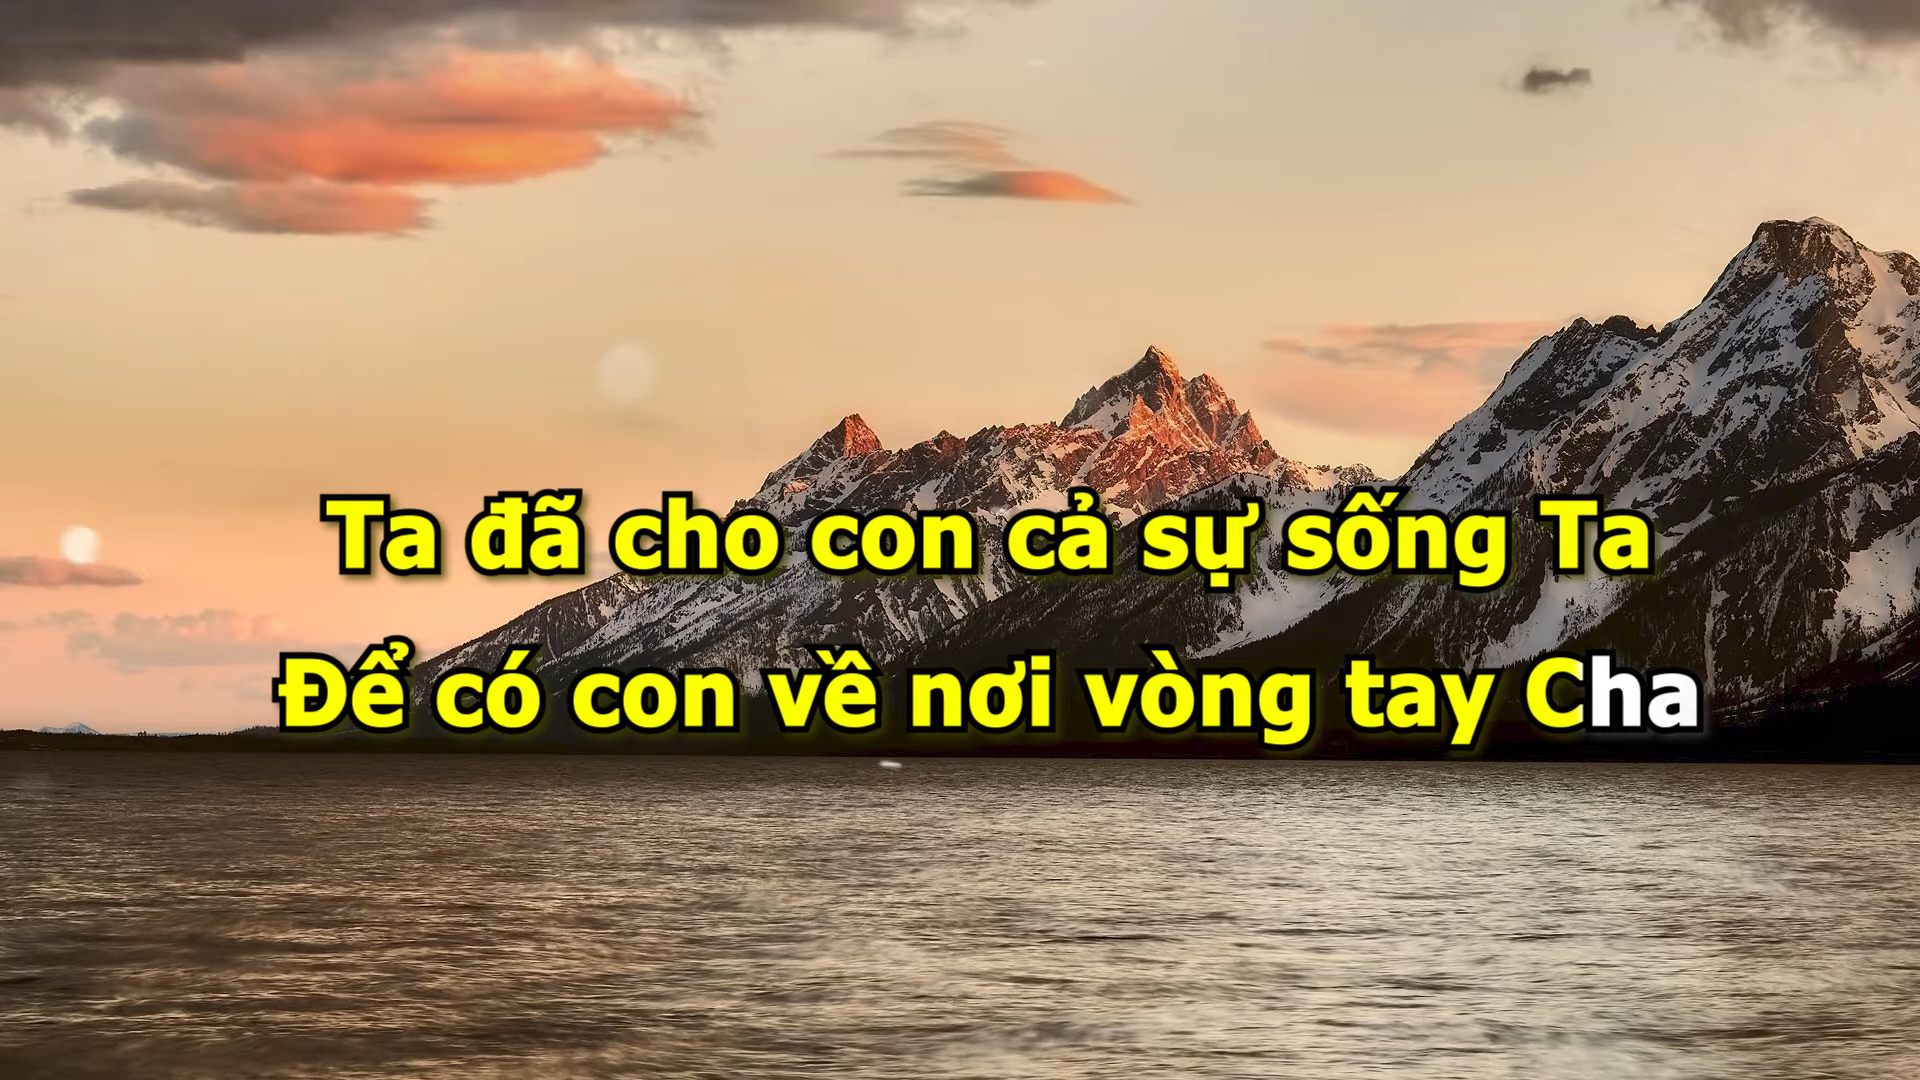 Ta đã cho con cả sự sống Ta
Để có con về nơi vòng tay Cha